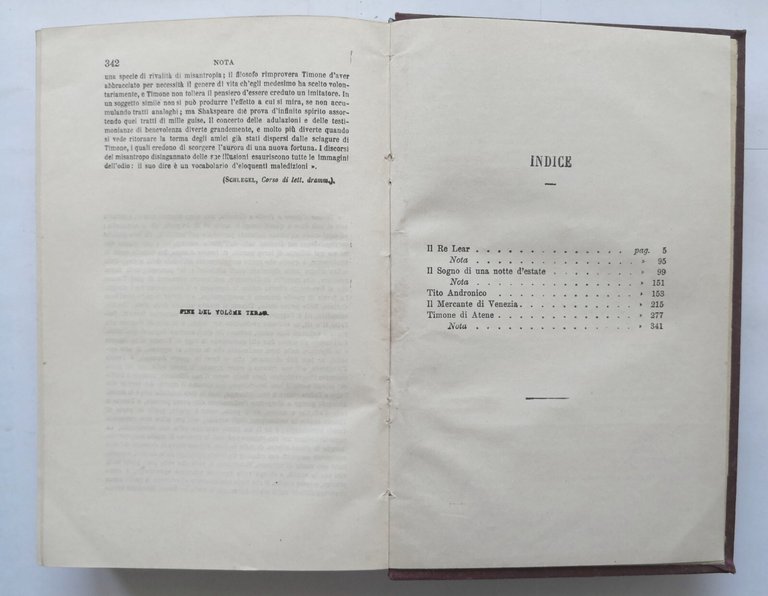 342 NOTA
una specie di rivalità di misantropia; il filosofo rimprovera Timone d'aver
abbracciato per necessità il genere di vita ch'egli medesimo ha scelto volon-
tariamente, e Timone non tollera il pensiero d'essere creduto un imitatore. In
un soggetto simile non si può produrre l'effetto a cui si mira, se non accu-
mulando tratti analoghi; ma Shakspeare diè prova d'infinito spirito assor-
tendo quei tratti di mille guise. Il concerto delle adulazioni e delle testi-
monianze di benevolenza diverte grandemente, e molto più diverte quando
si vede ritornare la torma degli amici già stati dispersi dalle sciagure di
Timone, i quali credono di scorgere l'aurora di una nuova fortuna. I discorsi
del misantropo disingannato delle sue illusioni esauriscono tutte le immagini
dell'odio: il suo dire è un vocabolario d'eloquenti maledizioni ».
(SCHLEGEL, Corso di lett. dramm.).
FINE DEL VOLUME TERZO.
INDICE
Il Re Lear . . . . . . . . . . . . . . pag. 5
Nota . . . . . . . . . . . . » 95
Il Sogno di una notte d'estate . . . . . . . . » 99
Nota . . . . . . . . . . . . » 151
Tito Andronico . . . . . . . . . . . . » 153
Il Mercante di Venezia. . . . . . . . . . . » 215
Timone di Atene . . . . . . . . . . . . » 277
Nota . . . . . . . . . . . . » 341